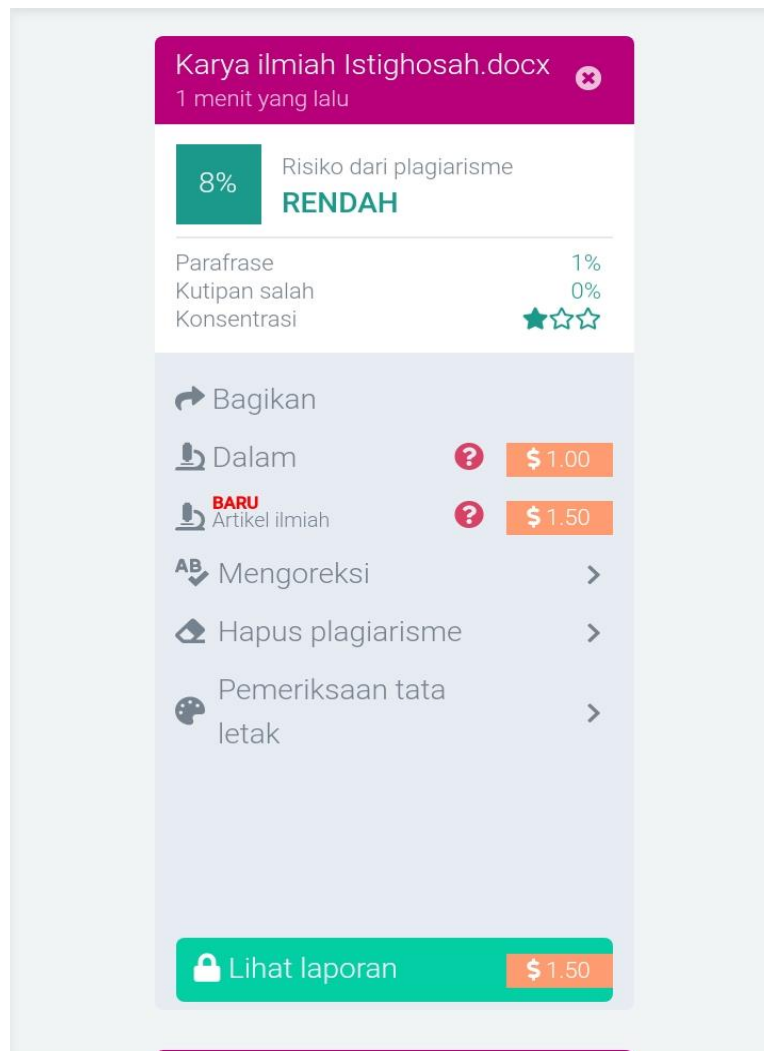 Karya ilmiah Istighosah.docx
1 menit yang lalu
8%
Risiko dari plagiarisme
RENDAH
Parafrase 1%
Kutipan salah 0%
Konsentrasi
Bagikan
Dalam $ 1.00
BARU
Artikel ilmiah $ 1.50
Mengoreksi
Hapus plagiarisme
Pemeriksaan tata
letak
Lihat laporan $ 1.50